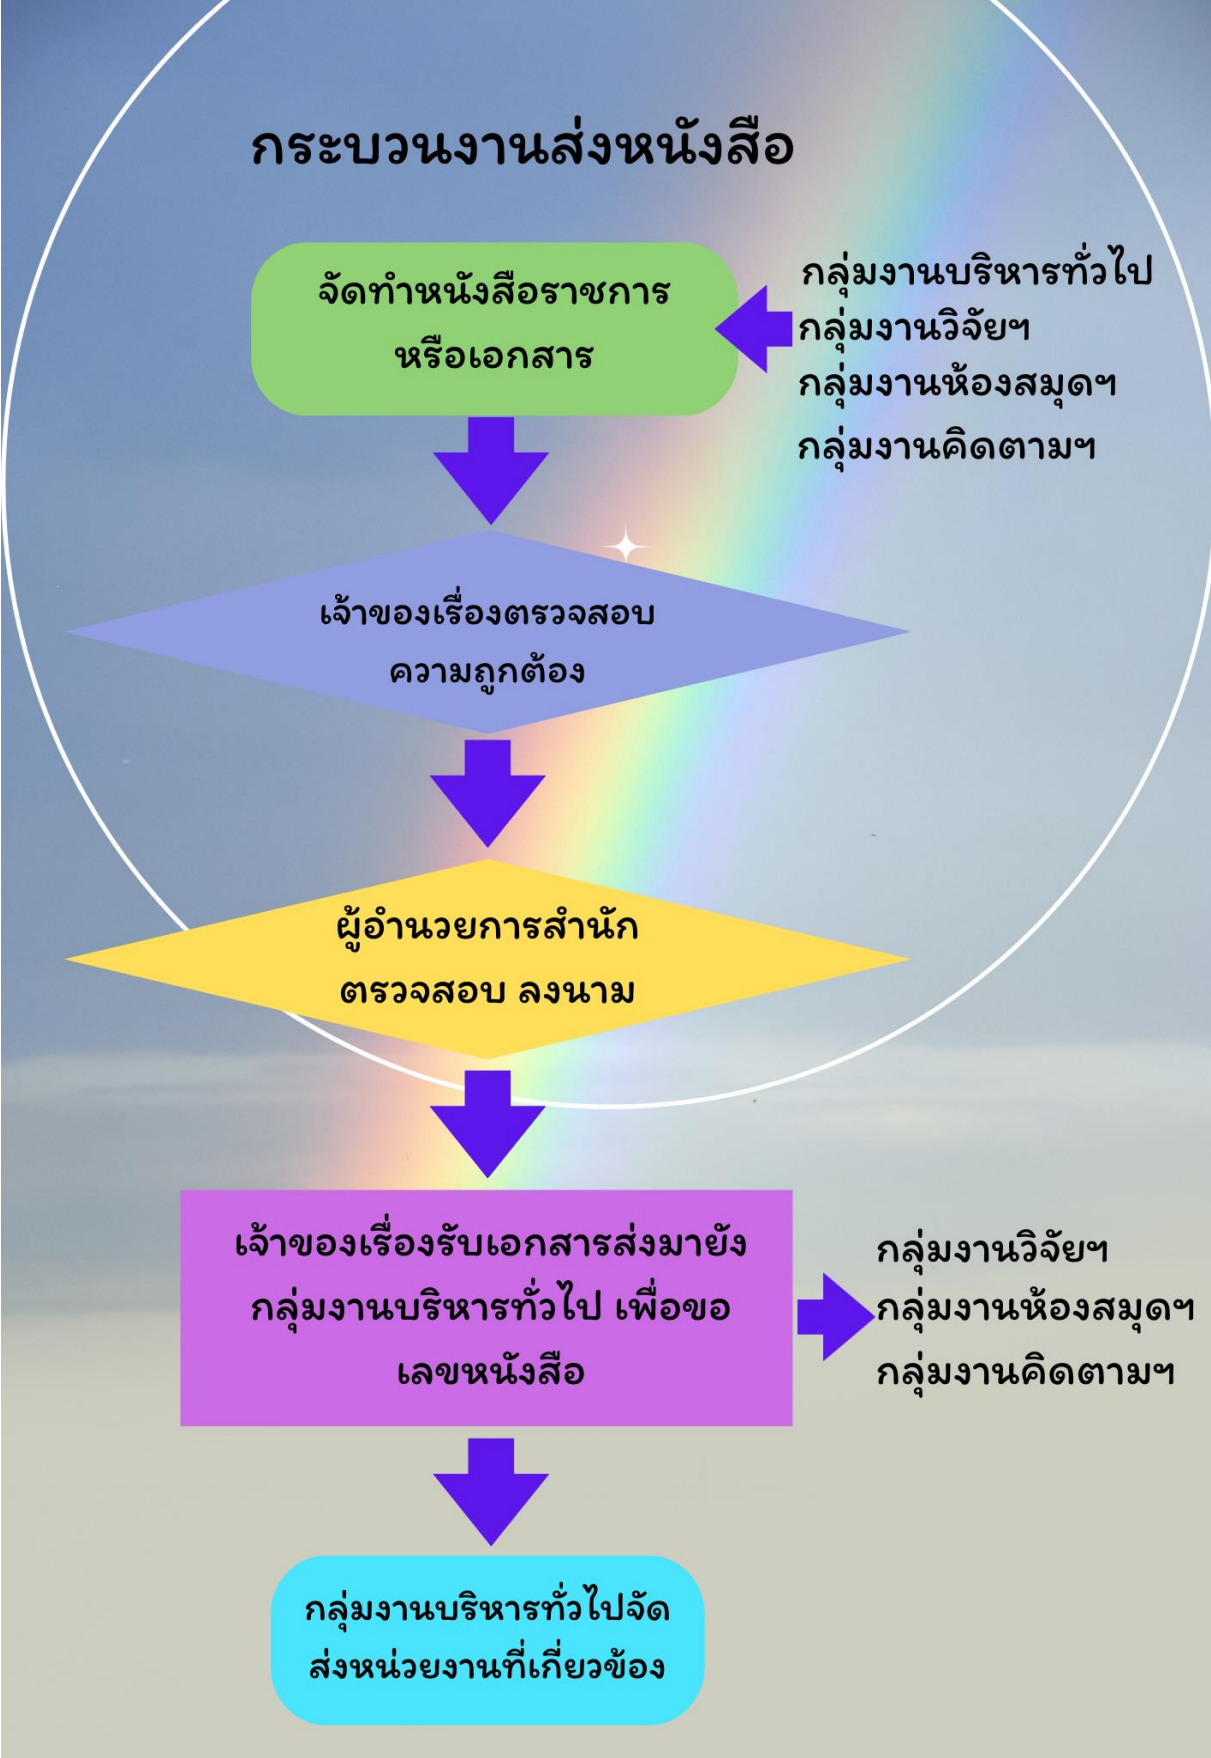 กระบวนงานส่งหนังสือ
จัดทำหนังสือราชการ
หรือเอกสาร
กลุ่มงานบริหารทั่วไป
กลุ่มงานวิจัยฯ
กลุ่มงานห้องสมุดฯ
กลุ่มงานคิดตามฯ
เจ้าของเรื่องตรวจสอบ
ความถูกต้อง
ผู้อำนวยการสำนัก
ตรวจสอบ ลงนาม
เจ้าของเรื่องรับเอกสารส่งมายัง
กลุ่มงานบริหารทั่วไป เพื่อขอ
เลขหนังสือ
กลุ่มงานวิจัยฯ
กลุ่มงานห้องสมุดฯ
กลุ่มงานคิดตามฯ
กลุ่มงานบริหารทั่วไปจัด
ส่งหน่วยงานที่เกี่ยวข้อง